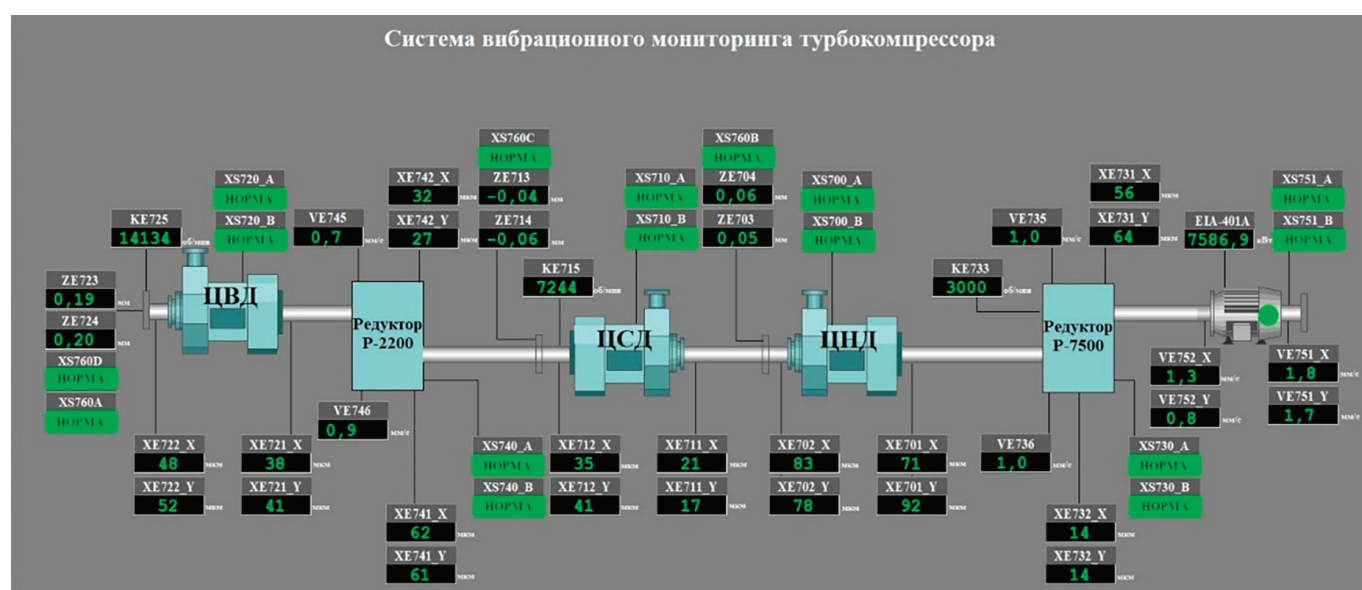 Система вибрационного мониторинга турбокомпрессора
XS760C
НОРМА
XS760B
НОРМА
XS720_A
НОРМА
XS720_B
НОРМА
XE742_X
32 мкм
XE742_Y
27 мкм
ZE713
-0,04 мм
ZE714
-0,06 мм
XS710_A
НОРМА
XS710_B
НОРМА
ZE704
0,06 мм
ZE703
0,05 мм
XS700_A
НОРМА
XS700_B
НОРМА
XE731_X
56 мкм
XE731_Y
64 мкм
XS751_A
НОРМА
XS751_B
НОРМА
KE725
14134 об/мин
VE745
0,7 мм/с
VE735
1,0 мм/с
EIA-401A
7586,9 кВт
KE715
7244 об/мин
KE733
3000 об/мин
ZE723
0,19 мм
ZE724
0,20 мм
XS760D
НОРМА
XS760A
НОРМА
ЦВД
Редуктор
Р-2200
ЦСД
ЦНД
Редуктор
Р-7500
VE752_X
1,3 мм/с
VE752_Y
0,8 мм/с
VE751_X
1,8 мм/с
VE751_Y
1,7 мм/с
VE746
0,9 мм/с
XE722_X
48 мкм
XE722_Y
52 мкм
XE721_X
38 мкм
XE721_Y
41 мкм
XS740_A
НОРМА
XS740_B
НОРМА
XE712_X
35 мкм
XE712_Y
41 мкм
XE711_X
21 мкм
XE711_Y
17 мкм
XE702_X
83 мкм
XE702_Y
78 мкм
XE701_X
71 мкм
XE701_Y
92 мкм
VE736
1,0 мм/с
XS730_A
НОРМА
XS730_B
НОРМА
XE741_X
62 мкм
XE741_Y
61 мкм
XE732_X
14 мкм
XE732_Y
14 мкм